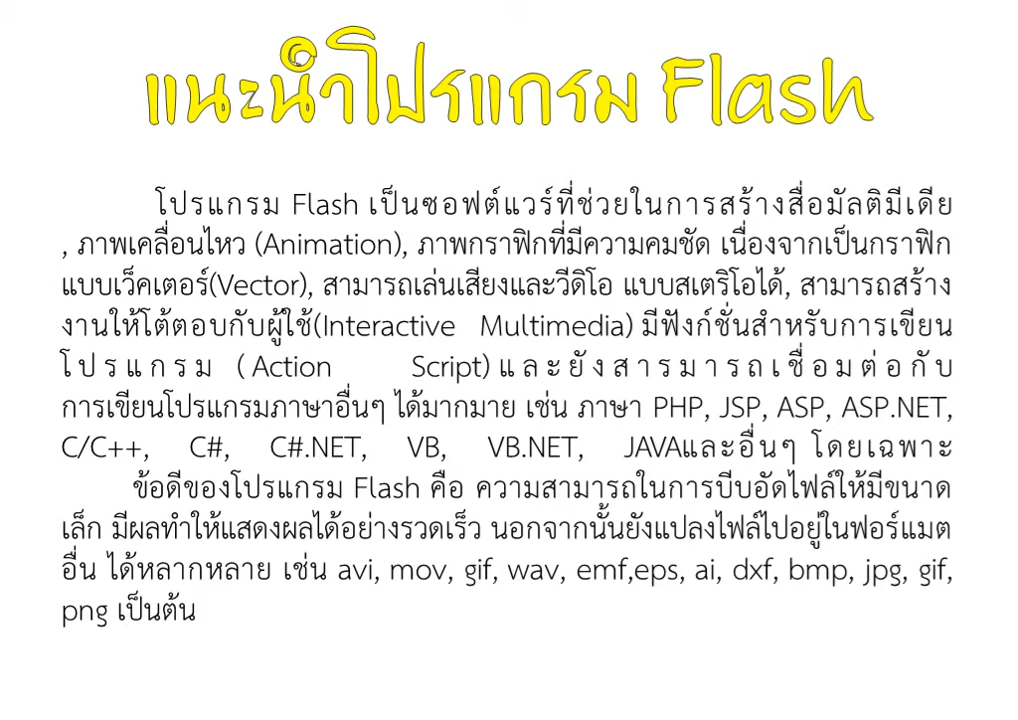 แนะนำโปรแกรม Flash
โปรแกรม Flash เป็นซอฟต์แวร์ที่ช่วยในการสร้างสื่อมัลติมีเดีย
, ภาพเคลื่อนไหว (Animation), ภาพกราฟิกที่มีความคมชัด เนื่องจากเป็นกราฟิก
แบบเว็คเตอร์(Vector), สามารถเล่นเสียงและวีดิโอ แบบสเตริโอได้, สามารถสร้าง
งานให้โต้ตอบกับผู้ใช้(Interactive Multimedia) มีฟังก์ชั่นสำหรับการเขียน
โปรแกรม (Action Script)และยังสารมารถเชื่อมต่อกับ
การเขียนโปรแกรมภาษาอื่นๆ ได้มากมาย เช่น ภาษา PHP, JSP, ASP, ASP.NET,
C/C++, C#, C#.NET, VB, VB.NET, JAVAและอื่นๆ โดยเฉพาะ
ข้อดีของโปรแกรม Flash คือ ความสามารถในการบีบอัดไฟล์ให้มีขนาด
เล็ก มีผลทำให้แสดงผลได้อย่างรวดเร็ว นอกจากนั้นยังแปลงไฟล์ไปอยู่ในฟอร์แมต
อื่น ได้หลากหลาย เช่น avi, mov, gif, wav, emf,eps, ai, dxf, bmp, jpg, gif,
png เป็นต้น